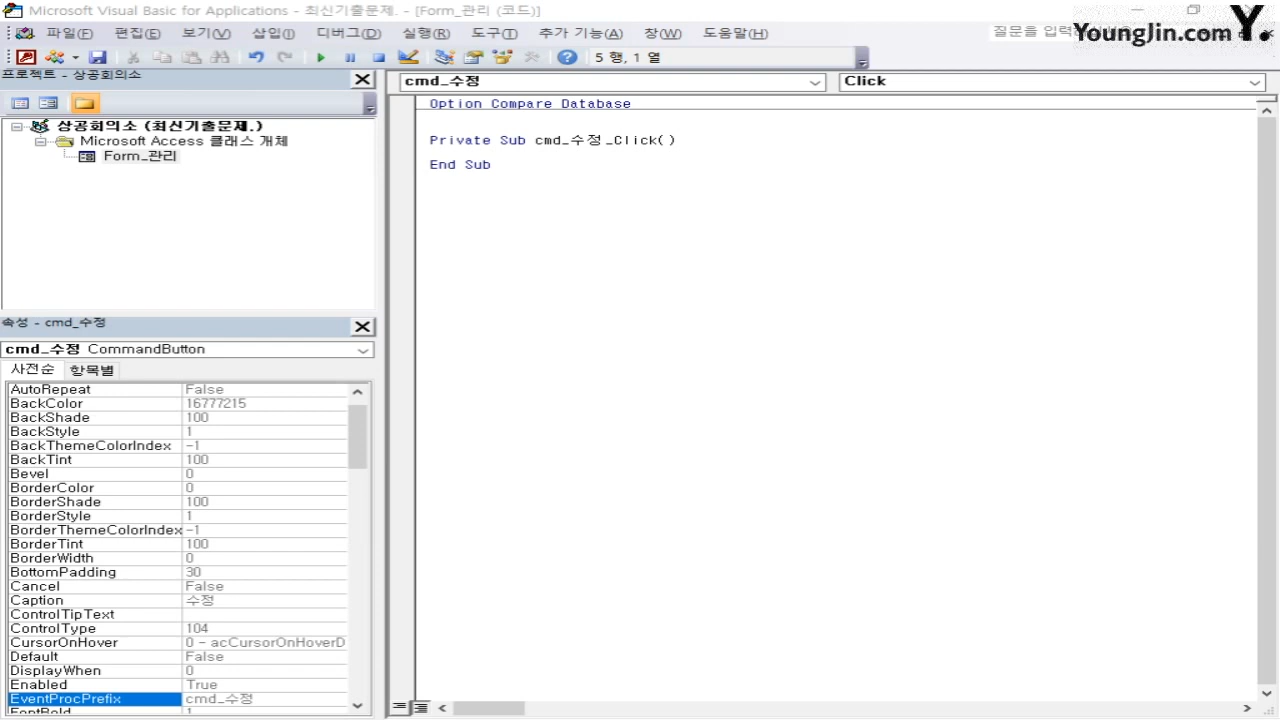 Microsoft Visual Basic for Applications - 최신기출문제. - [Form_관리 (코드)]
파일(F) 편집(E) 보기(V) 삽입(I) 디버그(D) 실행(R) 도구(T) 추가 기능(A) 창(W) 도움말(H)
질문을 입력
YoungJin.com Y.
5 행, 1 열
프로젝트 - 상공회의소
cmd_수정
Click
Option Compare Database
상공회의소 (최신기출문제.)
Microsoft Access 클래스 개체
Form_관리
Private Sub cmd_수정_Click()
End Sub
속성 - cmd_수정
cmd_수정 CommandButton
사전순 항목별
AutoRepeat False
BackColor 16777215
BackShade 100
BackStyle 1
BackThemeColorIndex -1
BackTint 100
Bevel 0
BorderColor 0
BorderShade 100
BorderStyle 1
BorderThemeColorIndex -1
BorderTint 100
BorderWidth 0
BottomPadding 30
Cancel False
Caption 수정
ControlTipText
ControlType 104
CursorOnHover 0 - acCursorOnHoverD
Default False
DisplayWhen 0
Enabled True
EventProcPrefix cmd_수정
FontBold 1